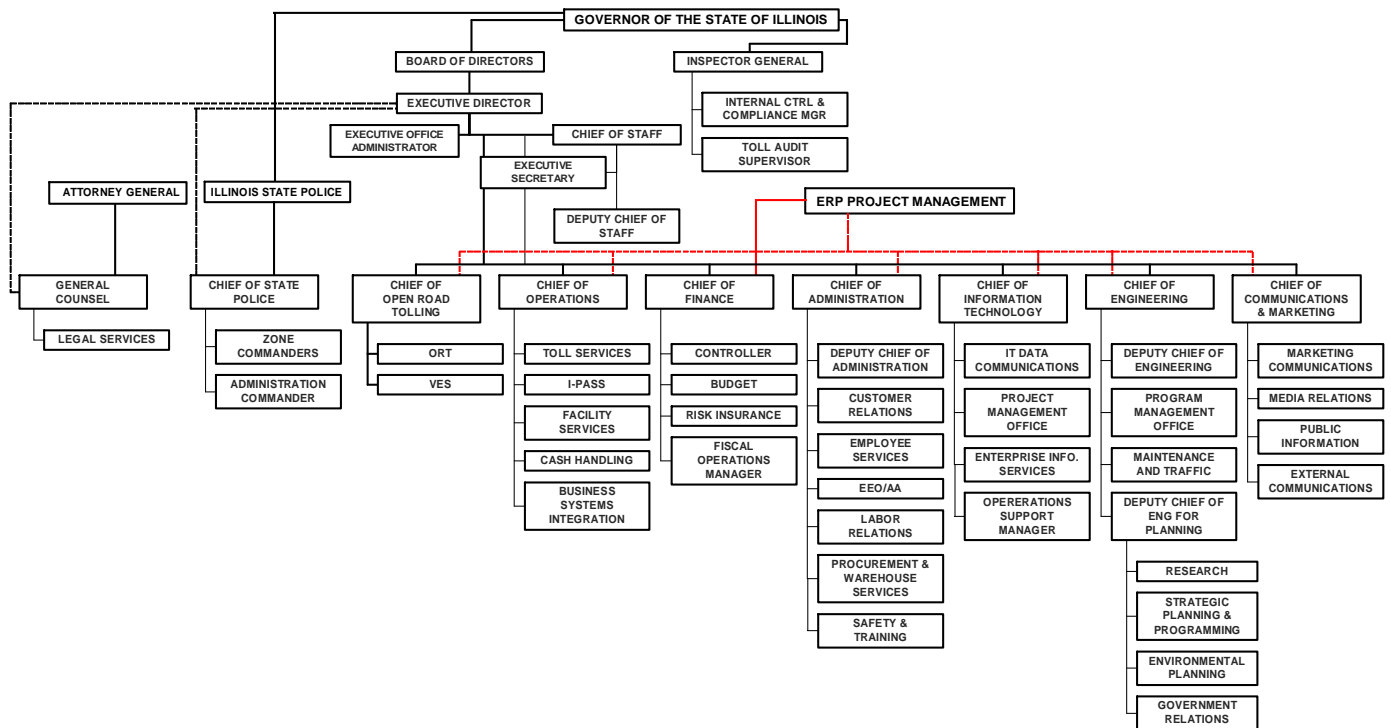 GOVERNOR OF THE STATE OF ILLINOIS
BOARD OF DIRECTORS
INSPECTOR GENERAL
EXECUTIVE DIRECTOR
INTERNAL CTRL &
COMPLIANCE MGR
EXECUTIVE OFFICE
ADMINISTRATOR
CHIEF OF STAFF
TOLL AUDIT
SUPERVISOR
EXECUTIVE
SECRETARY
ATTORNEY GENERAL
ILLINOIS STATE POLICE
ERP PROJECT MANAGEMENT
DEPUTY CHIEF OF
STAFF
GENERAL
COUNSEL
CHIEF OF STATE
POLICE
CHIEF OF
OPEN ROAD
TOLLING
CHIEF OF
OPERATIONS
CHIEF OF
FINANCE
CHIEF OF
ADMINISTRATION
CHIEF OF
INFORMATION
TECHNOLOGY
CHIEF OF
ENGINEERING
CHIEF OF
COMMUNICATIONS
& MARKETING
LEGAL SERVICES
ZONE
COMMANDERS
ADMINISTRATION
COMMANDER
ORT
VES
TOLL SERVICES
I-PASS
FACILITY
SERVICES
CASH HANDLING
BUSINESS
SYSTEMS
INTEGRATION
CONTROLLER
BUDGET
RISK INSURANCE
FISCAL
OPERATIONS
MANAGER
DEPUTY CHIEF OF
ADMINISTRATION
CUSTOMER
RELATIONS
EMPLOYEE
SERVICES
EEO/AA
LABOR
RELATIONS
PROCUREMENT &
WAREHOUSE
SERVICES
SAFETY &
TRAINING
IT DATA
COMMUNICATIONS
PROJECT
MANAGEMENT
OFFICE
ENTERPRISE INFO.
SERVICES
OPERERATIONS
SUPPORT
MANAGER
DEPUTY CHIEF OF
ENGINEERING
PROGRAM
MANAGEMENT
OFFICE
MAINTENANCE
AND TRAFFIC
DEPUTY CHIEF OF
ENG FOR
PLANNING
RESEARCH
STRATEGIC
PLANNING &
PROGRAMMING
ENVIRONMENTAL
PLANNING
GOVERNMENT
RELATIONS
MARKETING
COMMUNICATIONS
MEDIA RELATIONS
PUBLIC
INFORMATION
EXTERNAL
COMMUNICATIONS